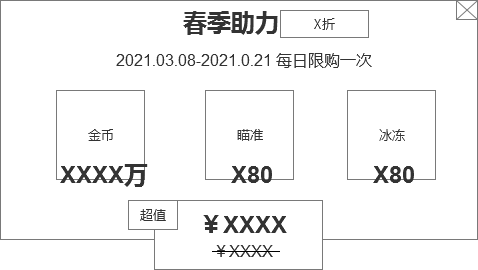 春季助力 X折
2021.03.08-2021.0.21 每日限购一次
金币 瞄准 冰冻
XXXX万 X80 X80
超值 ￥XXXX
￥XXXX